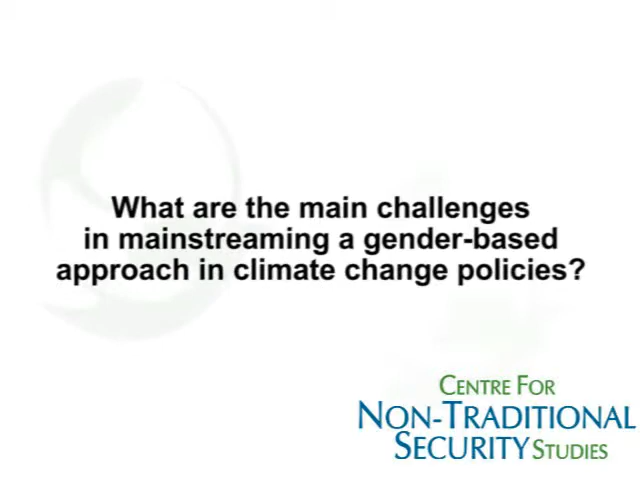 What are the main challenges
in mainstreaming a gender-based
approach in climate change policies?
CENTRE FOR
NON-TRADITIONAL
SECURITY STUDIES